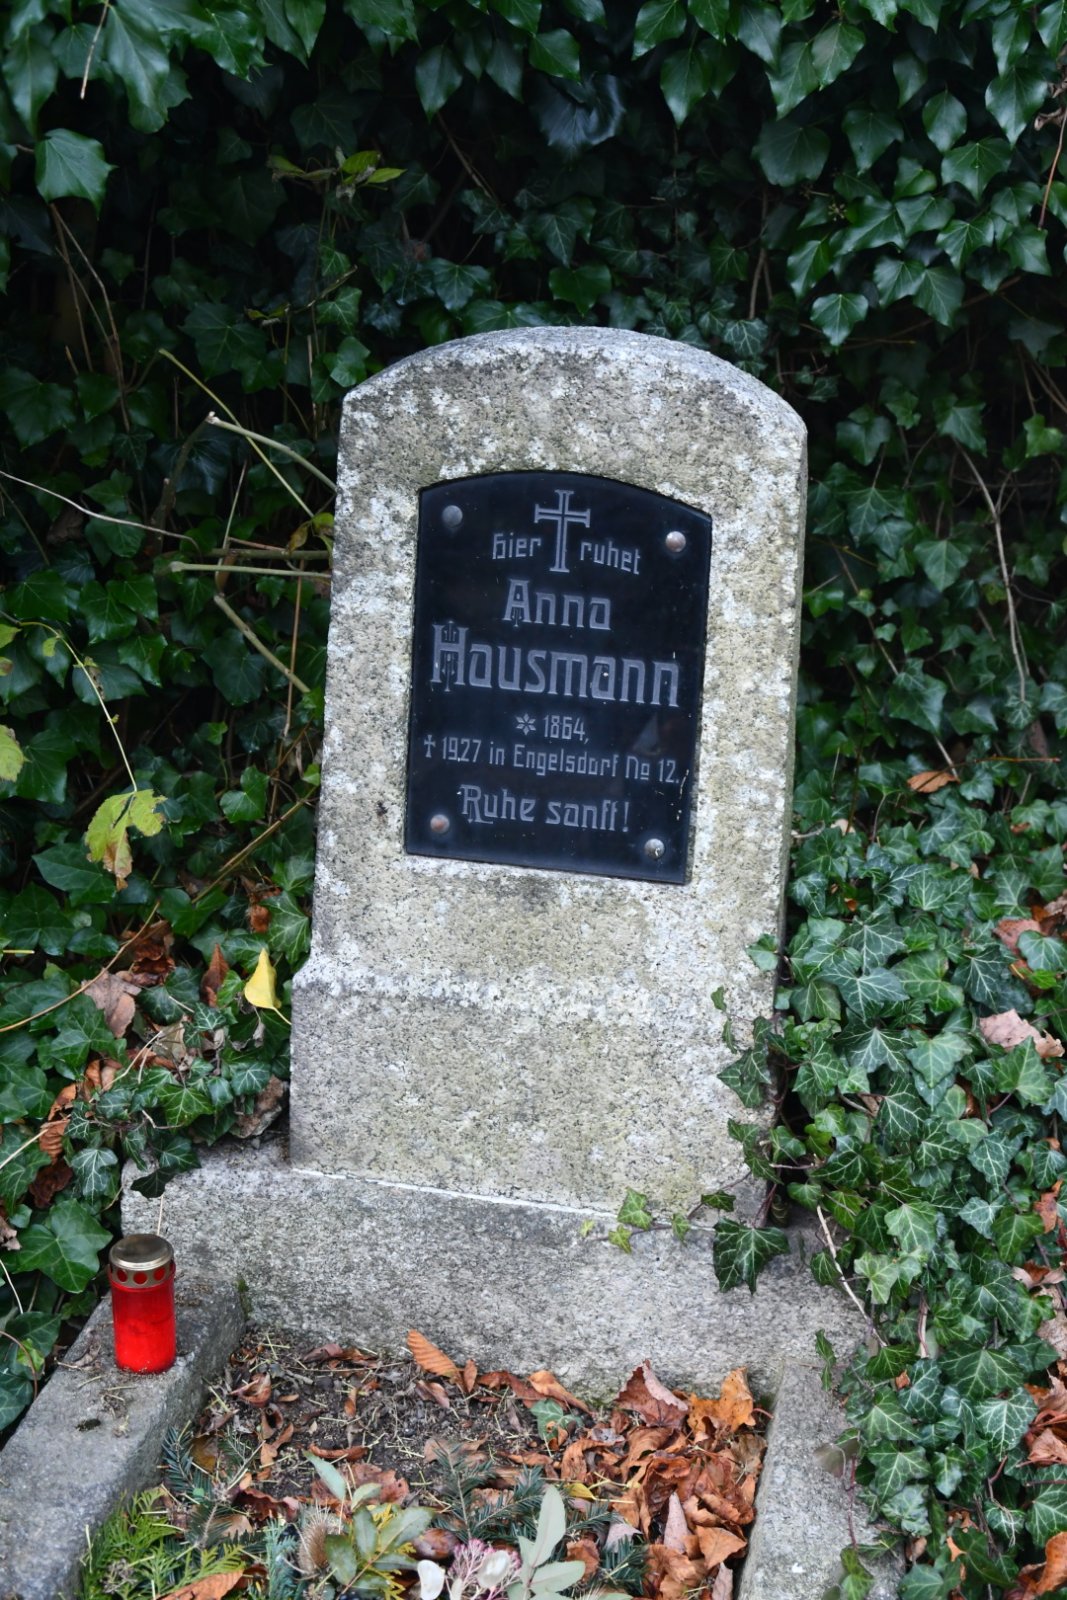 hier ruhet
Anna
Hausmann
* 1864,
† 1927 in Engelsdorf No 12.
Ruhe sanft!